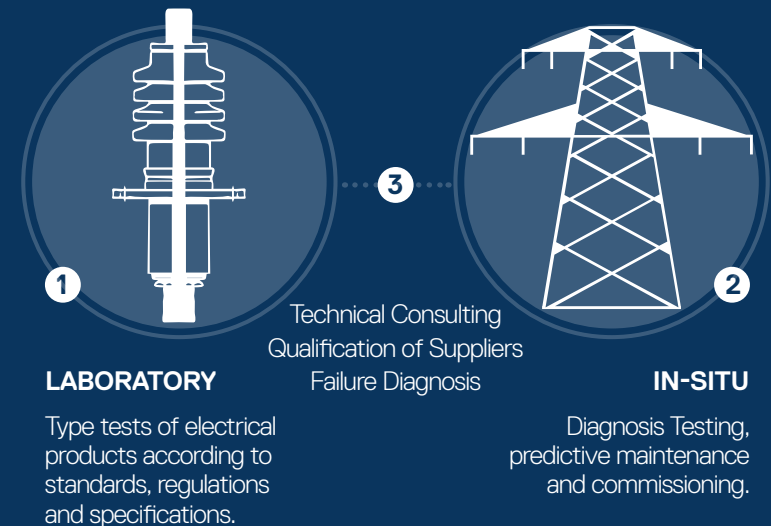 1
3
2
Technical Consulting
Qualification of Suppliers
Failure Diagnosis
LABORATORY
Type tests of electrical
products according to
standards, regulations
and specifications.
IN-SITU
Diagnosis Testing,
predictive maintenance
and commissioning.